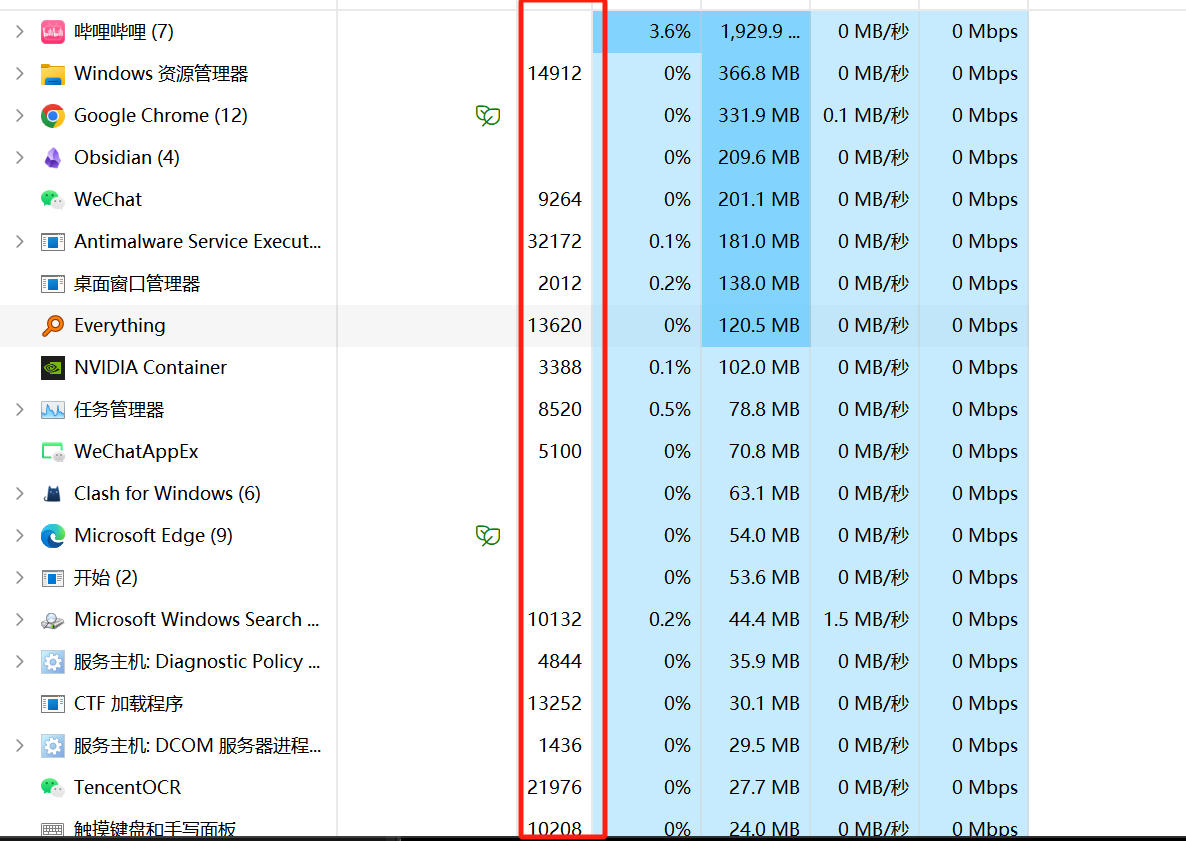 哔哩哔哩 (7) 3.6% 1,929.9 ... 0 MB/秒 0 Mbps
Windows 资源管理器 14912 0% 366.8 MB 0 MB/秒 0 Mbps
Google Chrome (12) 0% 331.9 MB 0.1 MB/秒 0 Mbps
Obsidian (4) 0% 209.6 MB 0 MB/秒 0 Mbps
WeChat 9264 0% 201.1 MB 0 MB/秒 0 Mbps
Antimalware Service Execut... 32172 0.1% 181.0 MB 0 MB/秒 0 Mbps
桌面窗口管理器 2012 0.2% 138.0 MB 0 MB/秒 0 Mbps
Everything 13620 0% 120.5 MB 0 MB/秒 0 Mbps
NVIDIA Container 3388 0.1% 102.0 MB 0 MB/秒 0 Mbps
任务管理器 8520 0.5% 78.8 MB 0 MB/秒 0 Mbps
WeChatAppEx 5100 0% 70.8 MB 0 MB/秒 0 Mbps
Clash for Windows (6) 0% 63.1 MB 0 MB/秒 0 Mbps
Microsoft Edge (9) 0% 54.0 MB 0 MB/秒 0 Mbps
开始 (2) 0% 53.6 MB 0 MB/秒 0 Mbps
Microsoft Windows Search ... 10132 0.2% 44.4 MB 1.5 MB/秒 0 Mbps
服务主机: Diagnostic Policy ... 4844 0% 35.9 MB 0 MB/秒 0 Mbps
CTF 加载程序 13252 0% 30.1 MB 0 MB/秒 0 Mbps
服务主机: DCOM 服务器进程... 1436 0% 29.5 MB 0 MB/秒 0 Mbps
TencentOCR 21976 0% 27.7 MB 0 MB/秒 0 Mbps
触摸键盘和手写面板 10208 0% 24.0 MB 0 MB/秒 0 Mbps